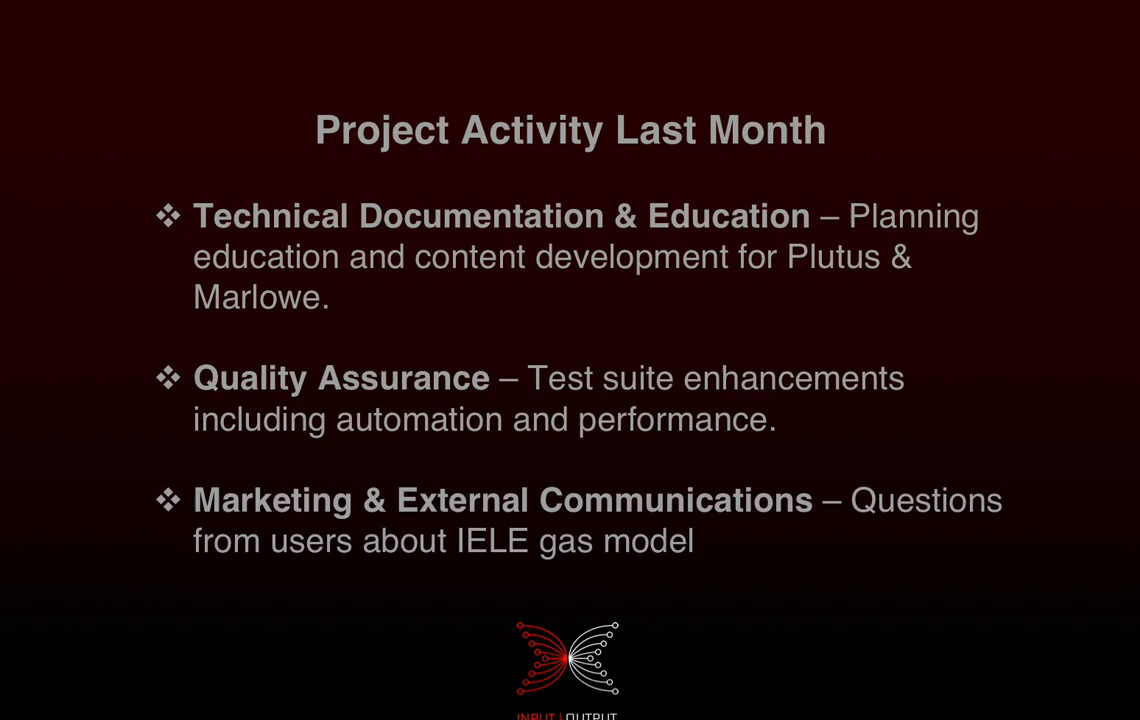 Project Activity Last Month
❖ Technical Documentation & Education – Planning
education and content development for Plutus &
Marlowe.
❖ Quality Assurance – Test suite enhancements
including automation and performance.
❖ Marketing & External Communications – Questions
from users about IELE gas model
INPUT | OUTPUT